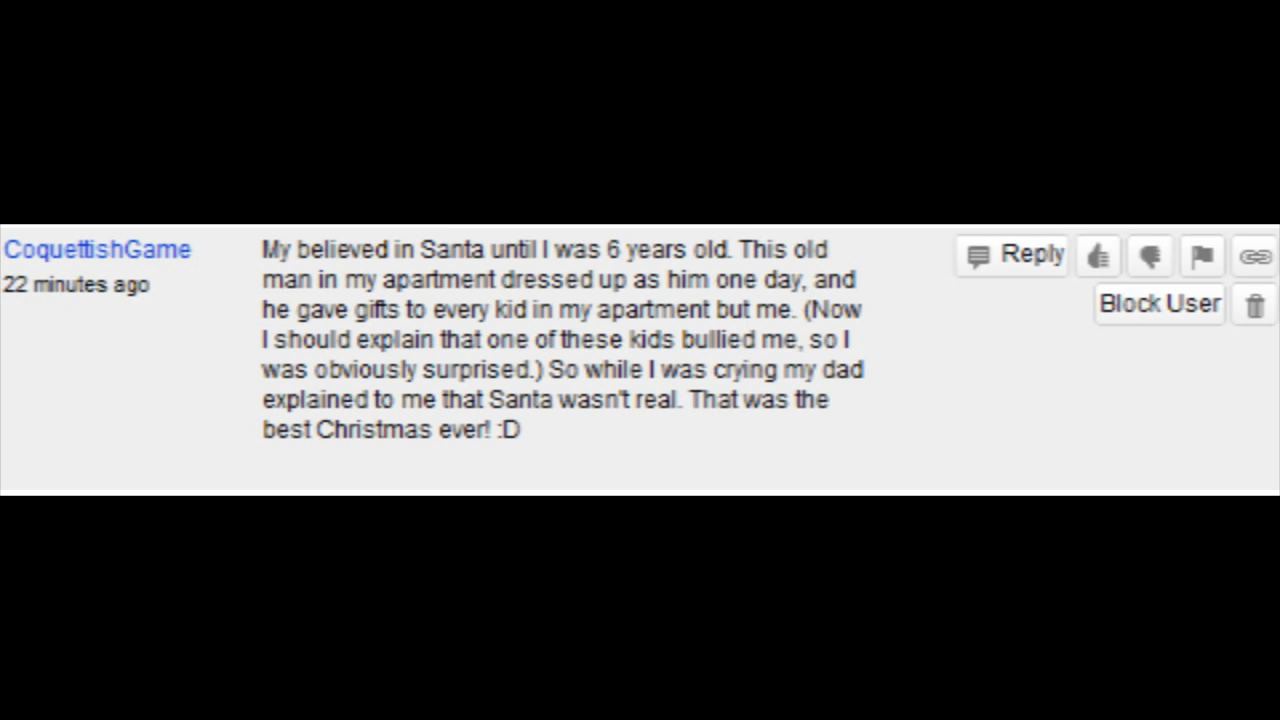 CoquettishGame
22 minutes ago
My believed in Santa until I was 6 years old. This old
man in my apartment dressed up as him one day, and
he gave gifts to every kid in my apartment but me. (Now
I should explain that one of these kids bullied me, so I
was obviously surprised.) So while I was crying my dad
explained to me that Santa wasn't real. That was the
best Christmas ever! :D
Reply
Block User